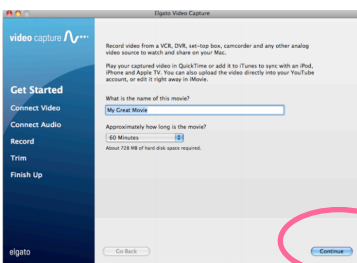 Elgato Video Capture
video capture
Get Started
Connect Video
Connect Audio
Record
Trim
Finish Up
elgato
Record video from a VCR, DVR, set-top box, camcorder and any other analog
video source to watch and share on your Mac.
Play your captured video in QuickTime or add it to iTunes to sync with an iPod,
iPhone and Apple TV. You can also upload the video directly into your YouTube
account, or edit it right away in iMovie.
What is the name of this movie?
My Great Movie
Approximately how long is the movie?
60 Minutes
About 728 MB of hard disk space required.
Go Back
Continue